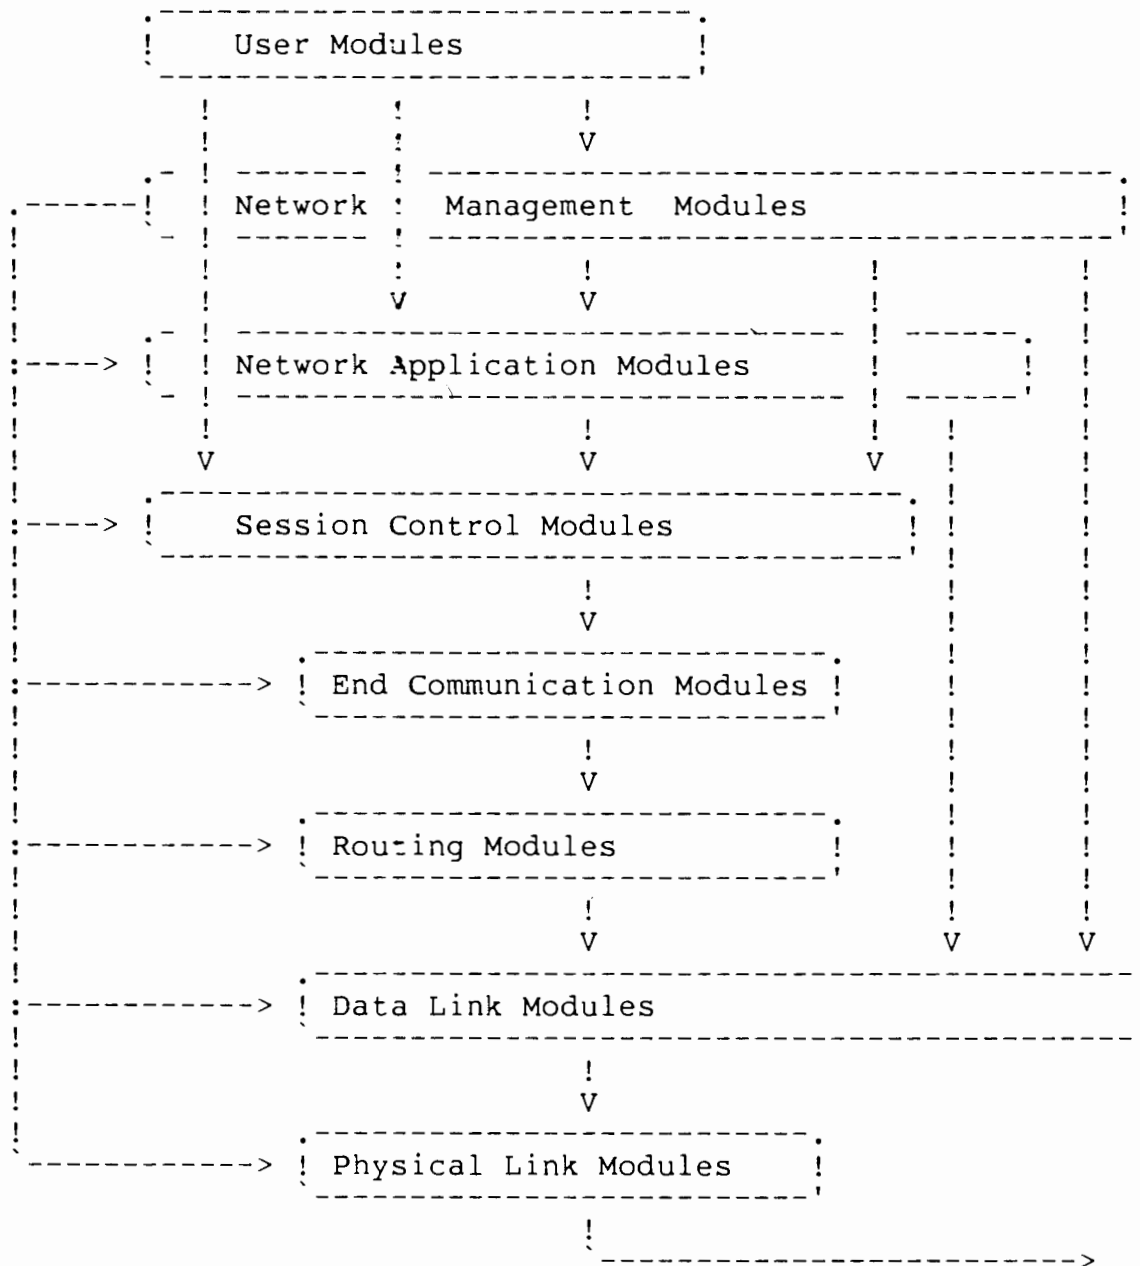 User Modules
Network Management Modules
Network Application Modules
Session Control Modules
End Communication Modules
Routing Modules
Data Link Modules
Physical Link Modules